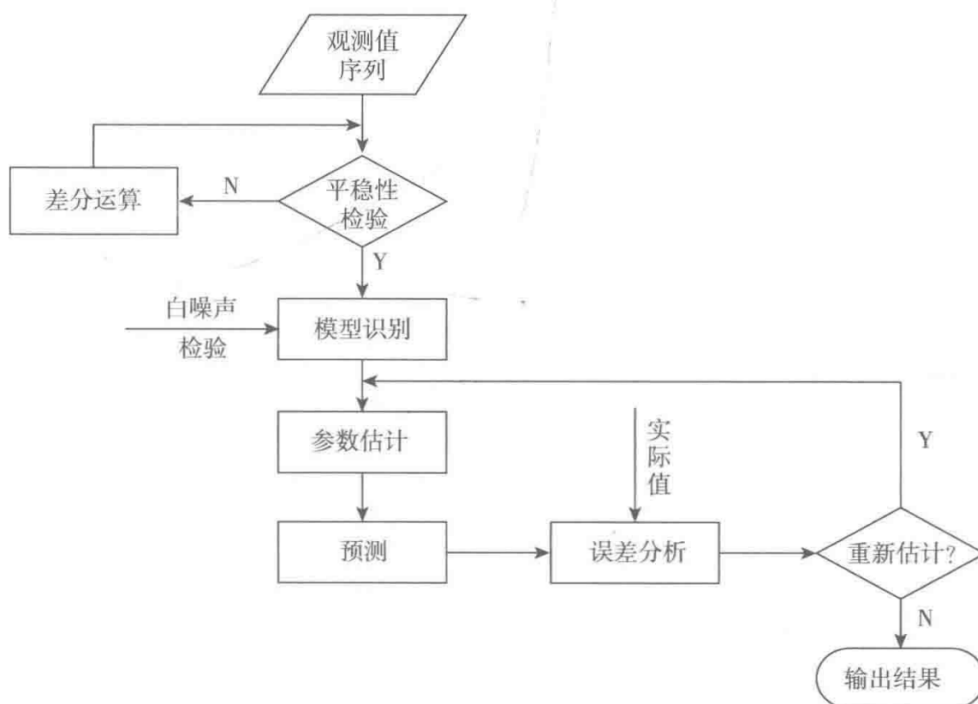 观测值
序列
差分运算
N
平稳性
检验
Y
白噪声
检验
模型识别
参数估计
实际值
Y
预测
误差分析
重新估计?
N
输出结果